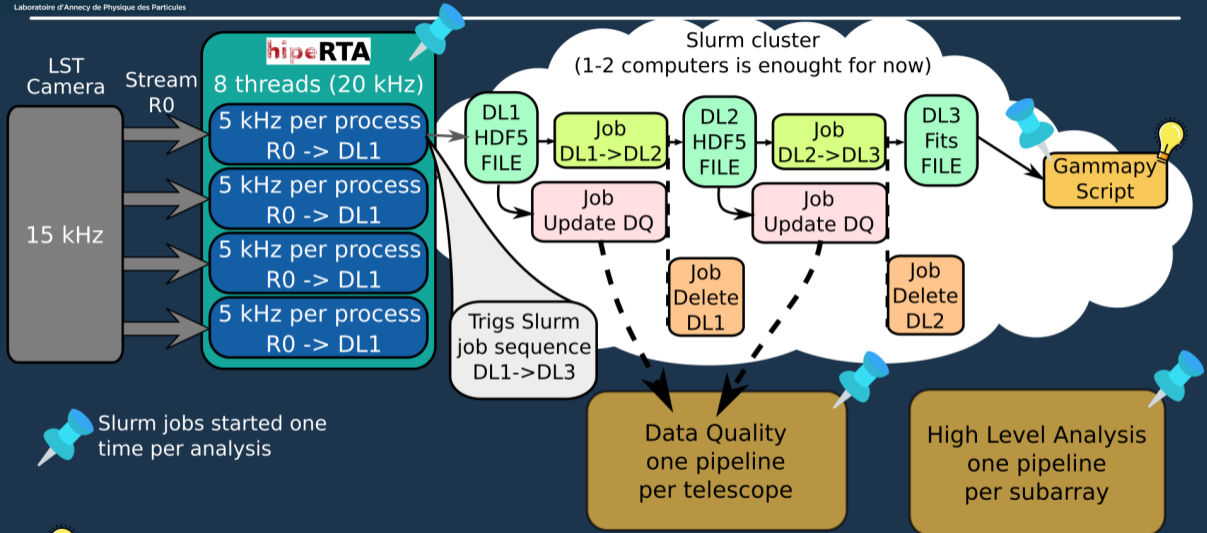 Laboratoire d'Annecy de Physique des Particules
LST
Camera
15 kHz
Stream
R0
hipeRTA
8 threads (20 kHz)
5 kHz per process
R0 -> DL1
5 kHz per process
R0 -> DL1
5 kHz per process
R0 -> DL1
5 kHz per process
R0 -> DL1
Slurm cluster
(1-2 computers is enought for now)
DL1
HDF5
FILE
Job
DL1->DL2
DL2
HDF5
FILE
Job
DL2->DL3
DL3
Fits
FILE
Gammapy
Script
Job
Update DQ
Job
Update DQ
Job
Delete
DL1
Job
Delete
DL2
Trigs Slurm
job sequence
DL1->DL3
Slurm jobs started one
time per analysis
Data Quality
one pipeline
per telescope
High Level Analysis
one pipeline
per subarray